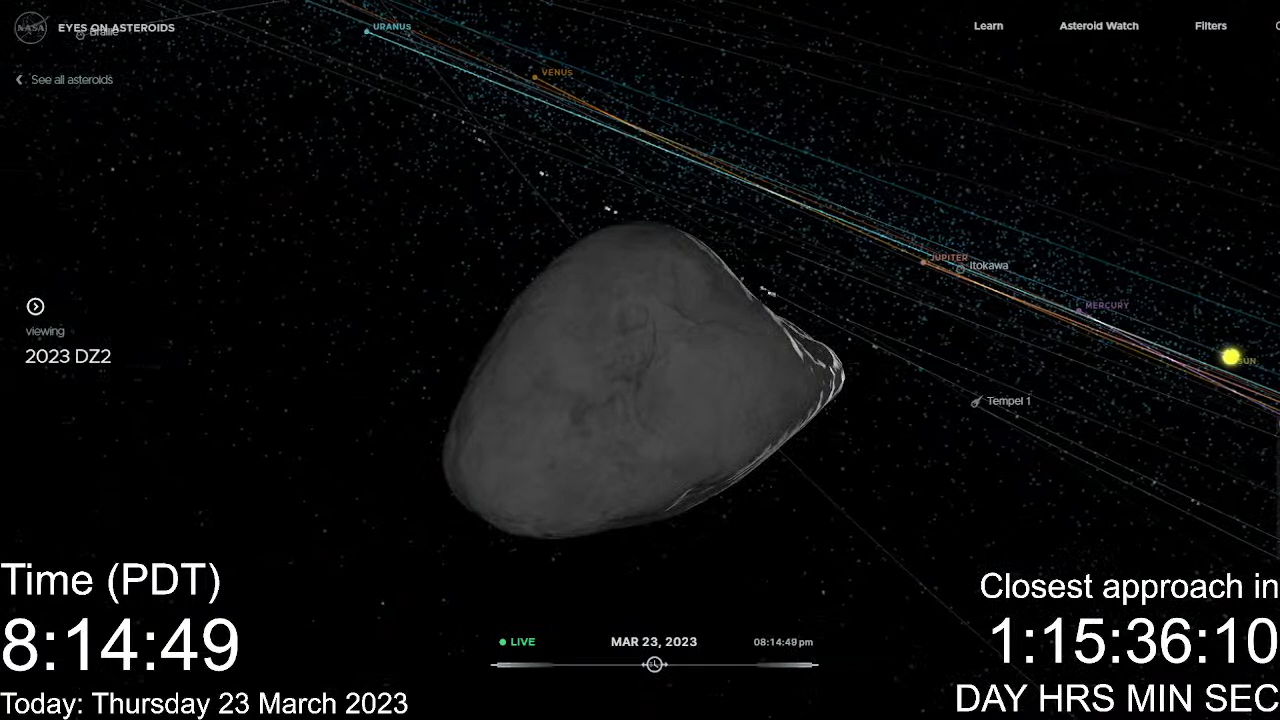 NASA
EYES ON ASTEROIDS
Learn
Asteroid Watch
Filters
URANUS
See all asteroids
VENUS
JUPITER
Itokawa
MERCURY
viewing
2023 DZ2
SUN
Tempel 1
Time (PDT)
8:14:49
Today: Thursday 23 March 2023
LIVE
MAR 23, 2023
08:14:49 pm
Closest approach in
1:15:36:10
DAY HRS MIN SEC